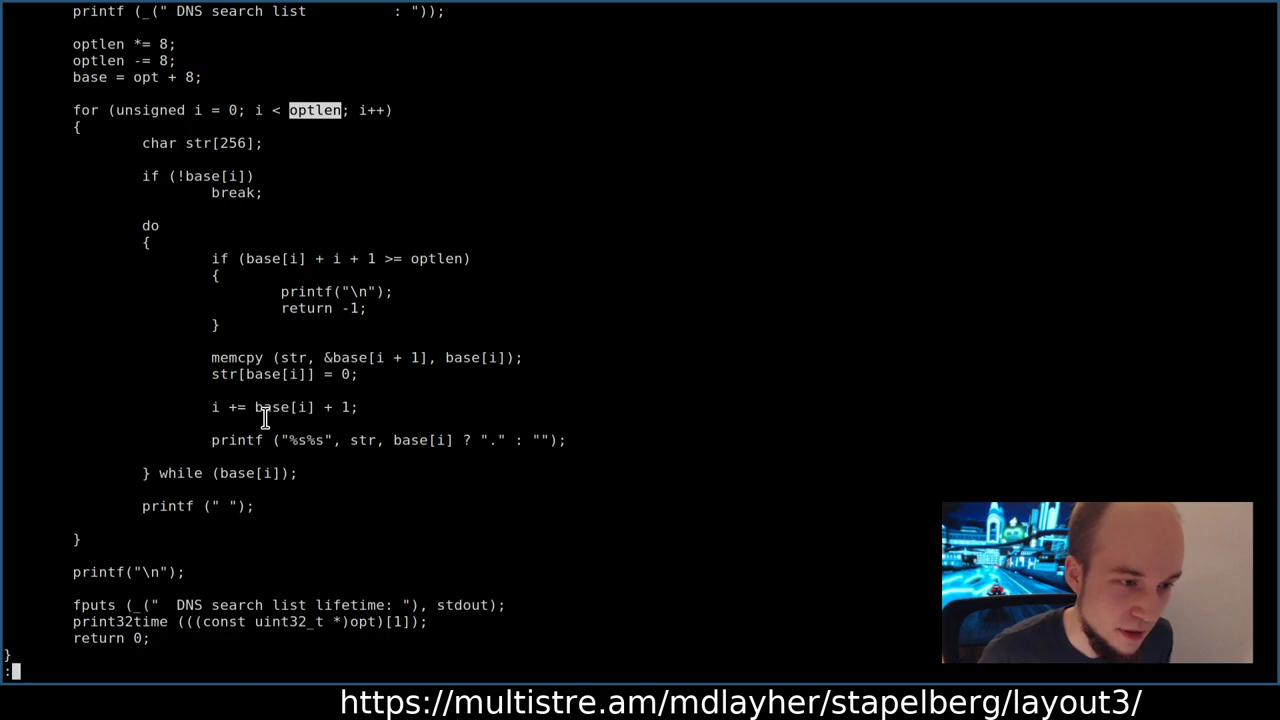 printf (_(" DNS search list          : "));
optlen *= 8;
optlen -= 8;
base = opt + 8;
for (unsigned i = 0; i < optlen; i++)
{
char str[256];
if (!base[i])
break;
do
{
if (base[i] + i + 1 >= optlen)
{
printf("\n");
return -1;
}
memcpy (str, &base[i + 1], base[i]);
str[base[i]] = 0;
i += base[i] + 1;
printf ("%s%s", str, base[i] ? "." : "");
} while (base[i]);
printf (" ");
}
printf("\n");
fputs (_("  DNS search list lifetime: "), stdout);
print32time (((const uint32_t *)opt)[1]);
return 0;
}
:
https://multistre.am/mdlayher/stapelberg/layout3/